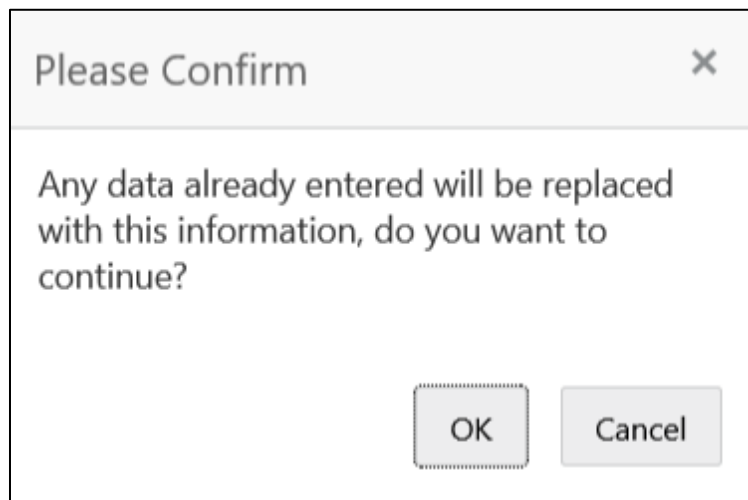 Please Confirm
Any data already entered will be replaced
with this information, do you want to
continue?
OK
Cancel